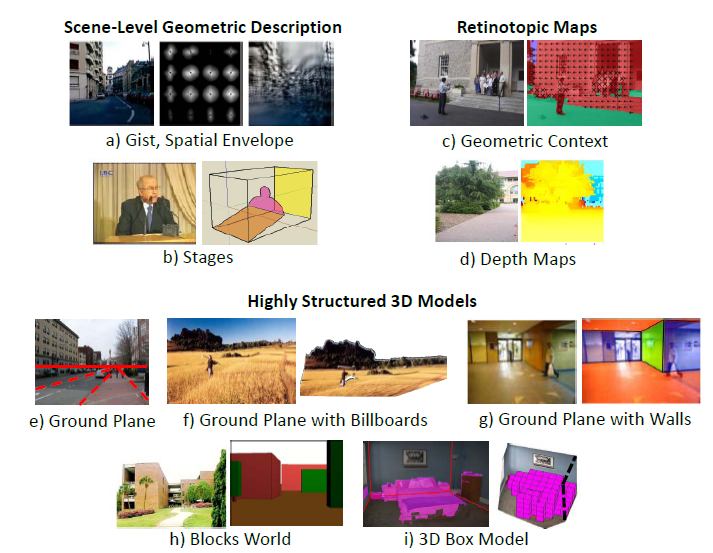 Scene-Level Geometric Description
Retinotopic Maps
a) Gist, Spatial Envelope
c) Geometric Context
b) Stages
d) Depth Maps
Highly Structured 3D Models
e) Ground Plane
f) Ground Plane with Billboards
g) Ground Plane with Walls
h) Blocks World
i) 3D Box Model